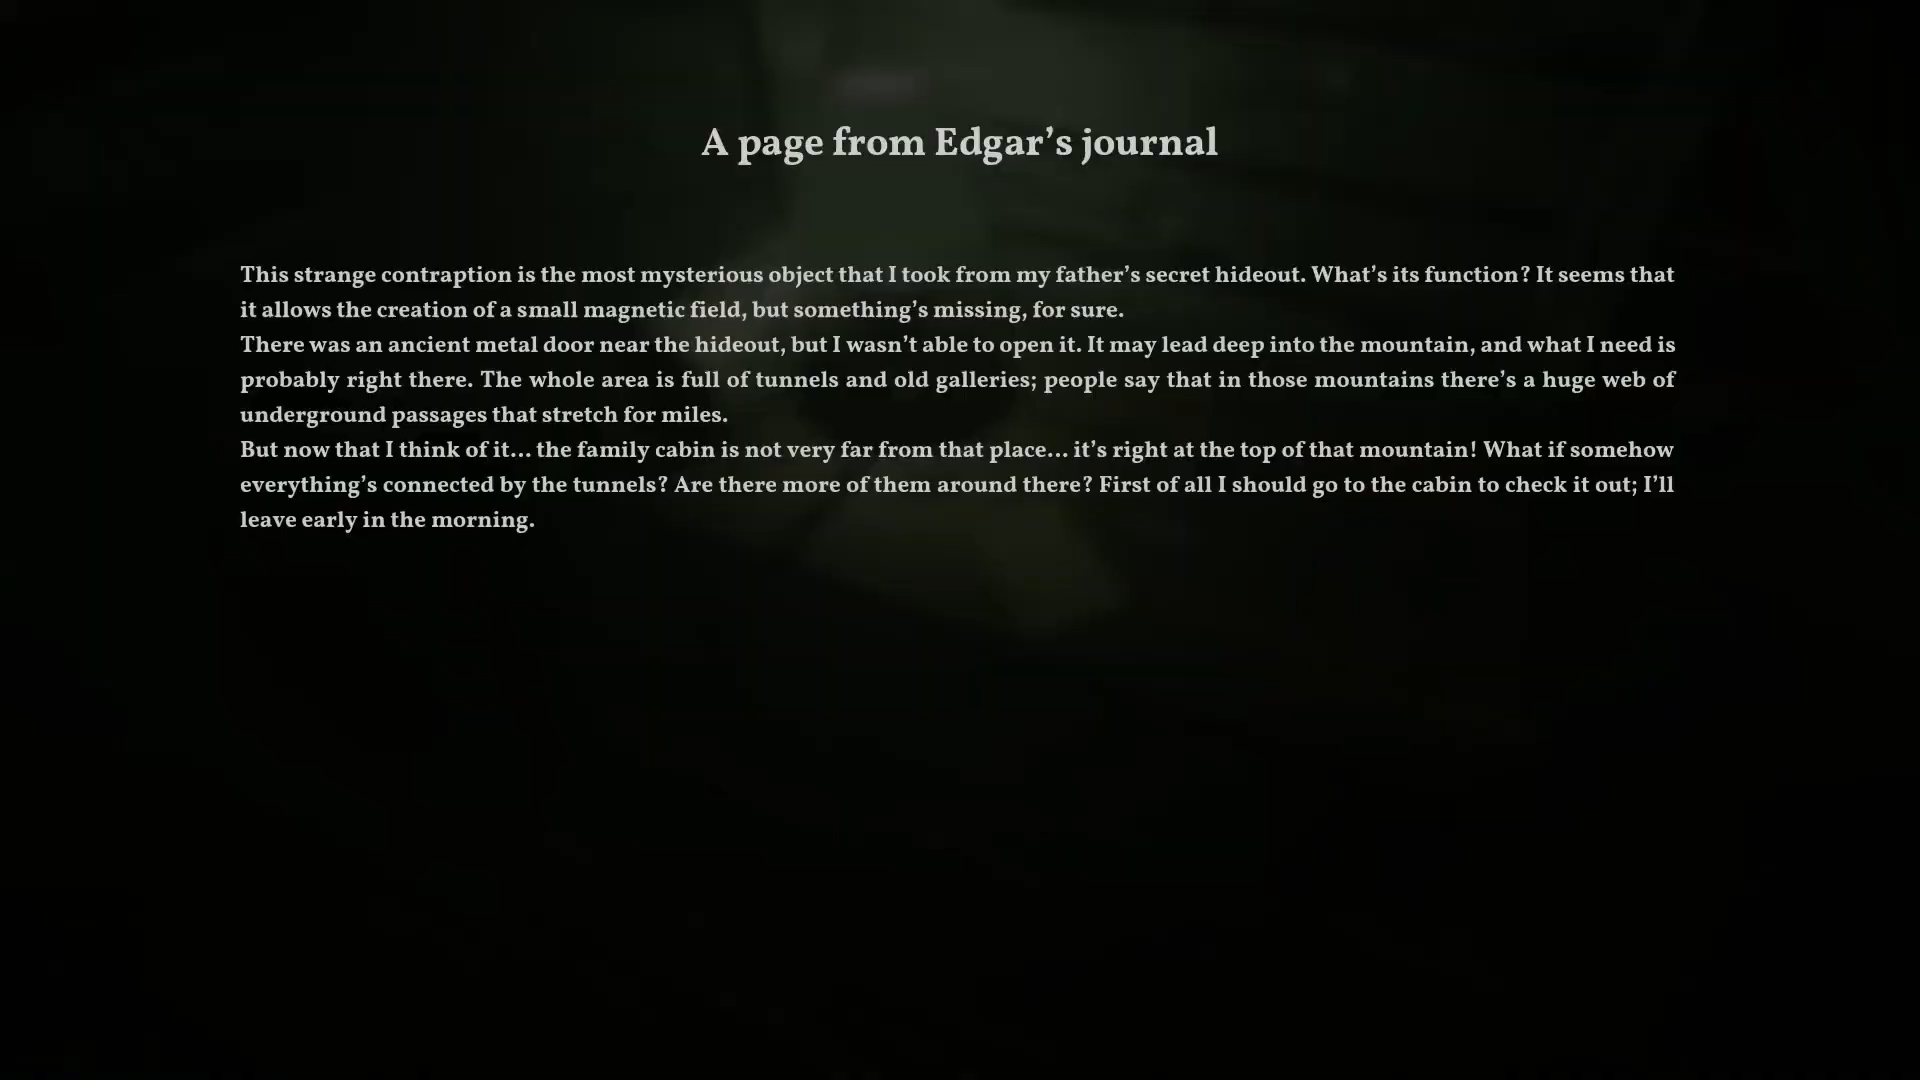 A page from Edgar’s journal
This strange contraption is the most mysterious object that I took from my father’s secret hideout. What’s its function? It seems that
it allows the creation of a small magnetic field, but something’s missing, for sure.
There was an ancient metal door near the hideout, but I wasn’t able to open it. It may lead deep into the mountain, and what I need is
probably right there. The whole area is full of tunnels and old galleries; people say that in those mountains there’s a huge web of
underground passages that stretch for miles.
But now that I think of it... the family cabin is not very far from that place... it’s right at the top of that mountain! What if somehow
everything’s connected by the tunnels? Are there more of them around there? First of all I should go to the cabin to check it out; I’ll
leave early in the morning.